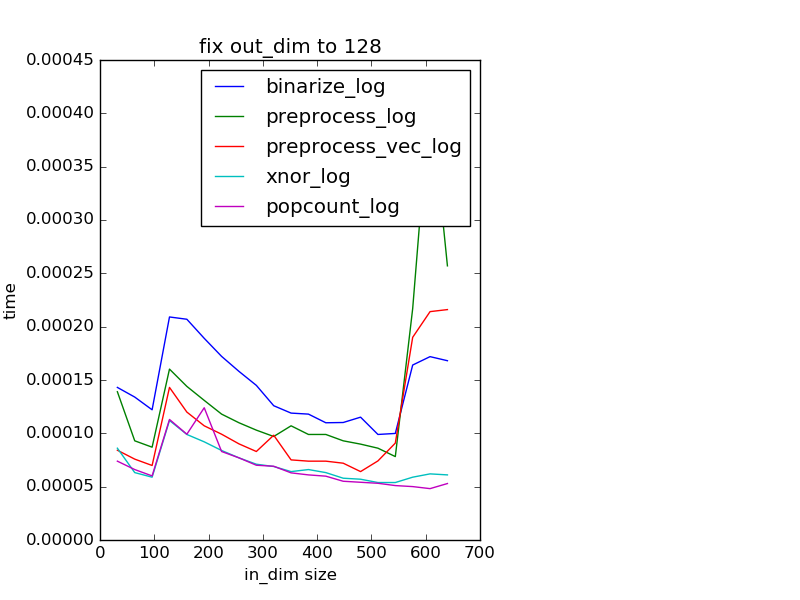 fix out_dim to 128
0.00045
0.00040
0.00035
0.00030
0.00025
0.00020
0.00015
0.00010
0.00005
0.00000
time
binarize_log
preprocess_log
preprocess_vec_log
xnor_log
popcount_log
0 100 200 300 400 500 600 700
in_dim size